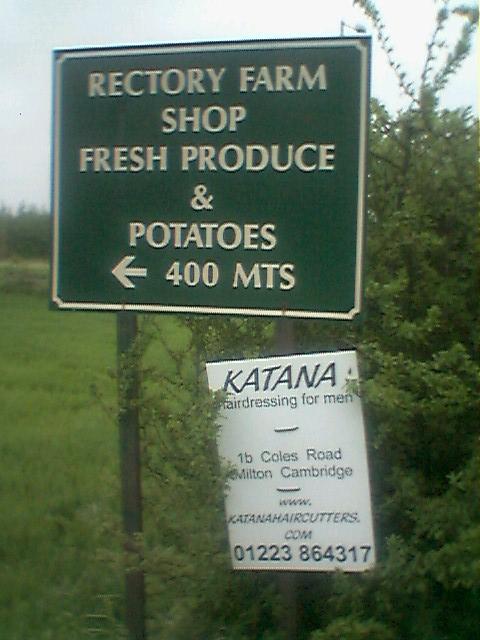 RECTORY FARM
SHOP
FRESH PRODUCE
&
POTATOES
← 400 MTS
KATANA
hairdressing for men
1b Coles Road
Milton Cambridge
www.
KATANAHAIRCUTTERS.
COM
01223 864317